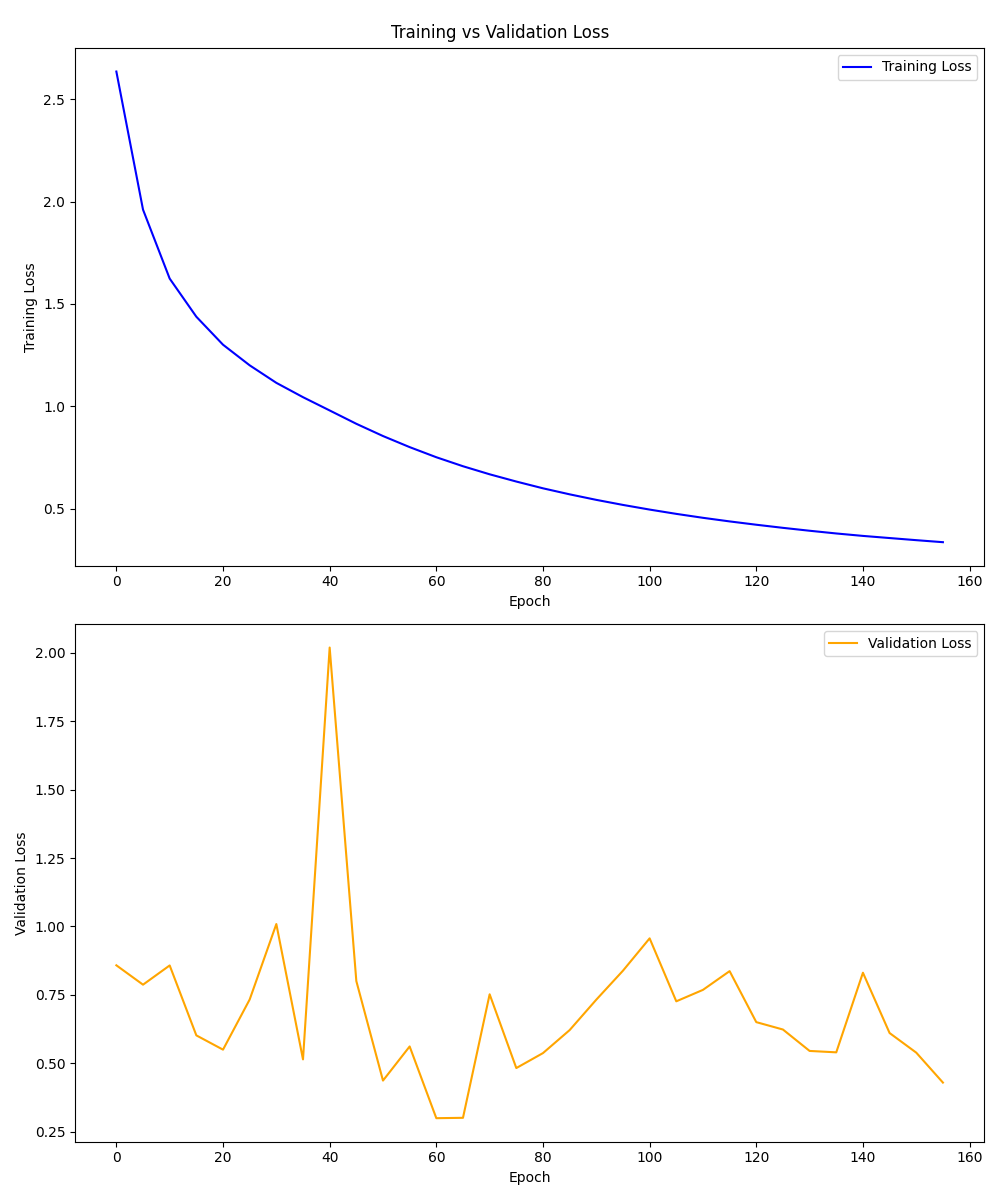 Training vs Validation Loss
Training Loss
2.5
2.0
1.5
1.0
0.5
Training Loss
0 20 40 60 80 100 120 140 160
Epoch
Validation Loss
2.00
1.75
1.50
1.25
1.00
0.75
0.50
0.25
Validation Loss
0 20 40 60 80 100 120 140 160
Epoch